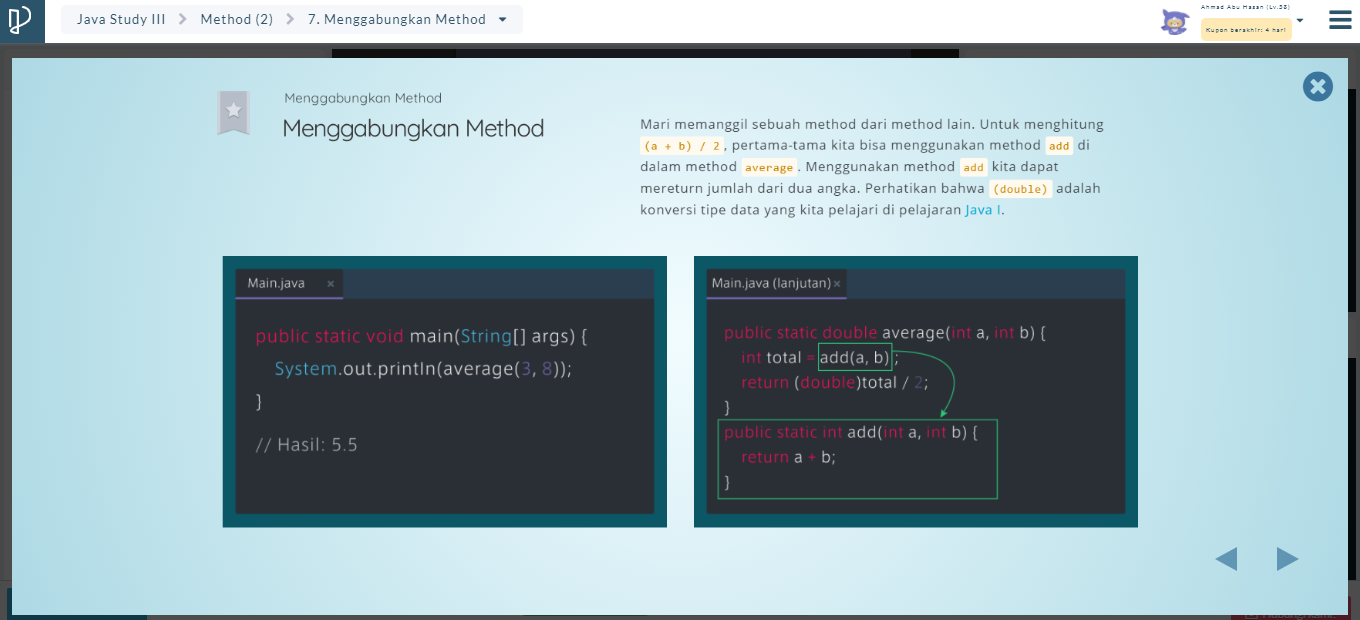 Java Study III
Method (2)
7. Menggabungkan Method
Ahmad Abu Hasan (Lv.38)
Kupon berakhir: 4 hari
Menggabungkan Method
Menggabungkan Method
Mari memanggil sebuah method dari method lain. Untuk menghitung
(a + b) / 2 , pertama-tama kita bisa menggunakan method add di
dalam method average . Menggunakan method add kita dapat
mereturn jumlah dari dua angka. Perhatikan bahwa (double) adalah
konversi tipe data yang kita pelajari di pelajaran Java I.
Main.java ×
public static void main(String[] args) {
System.out.println(average(3, 8));
}
// Hasil: 5.5
Main.java (lanjutan) ×
public static double average(int a, int b) {
int total = add(a, b) ;
return (double)total / 2;
}
public static int add(int a, int b) {
return a + b;
}